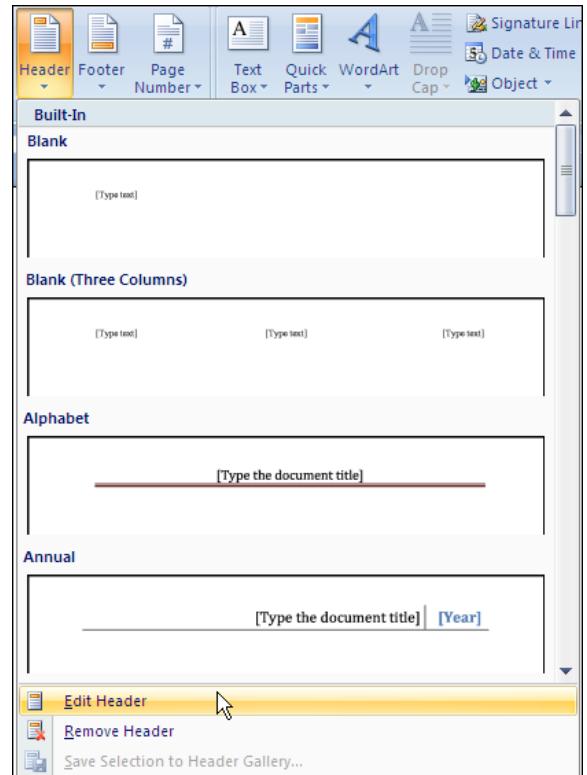 Header Footer Page Number Text Box Quick Parts WordArt Drop Cap
Signature Lin
Date & Time
Object
Built-In
Blank
[Type text]
Blank (Three Columns)
[Type text] [Type text] [Type text]
Alphabet
[Type the document title]
Annual
[Type the document title] [Year]
Edit Header
Remove Header
Save Selection to Header Gallery...